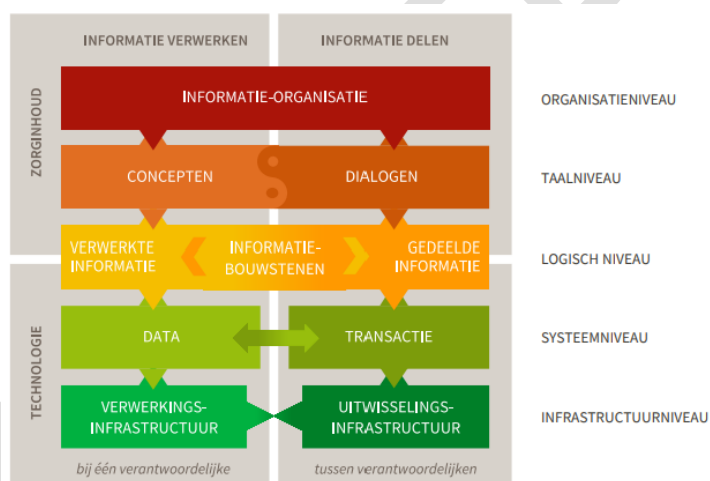 INFORMATIE VERWERKEN
INFORMATIE DELEN
ZORGINHOUD
INFORMATIE-ORGANISATIE
ORGANISATIENIVEAU
CONCEPTEN
DIALOGEN
TAALNIVEAU
VERWERKTE
INFORMATIE
INFORMATIE-
BOUWSTENEN
GEDEELDE
INFORMATIE
LOGISCH NIVEAU
TECHNOLOGIE
DATA
TRANSACTIE
SYSTEEMNIVEAU
VERWERKINGS-
INFRASTRUCTUUR
UITWISSELINGS-
INFRASTRUCTUUR
INFRASTRUCTUURNIVEAU
bij één verantwoordelijke
tussen verantwoordelijken